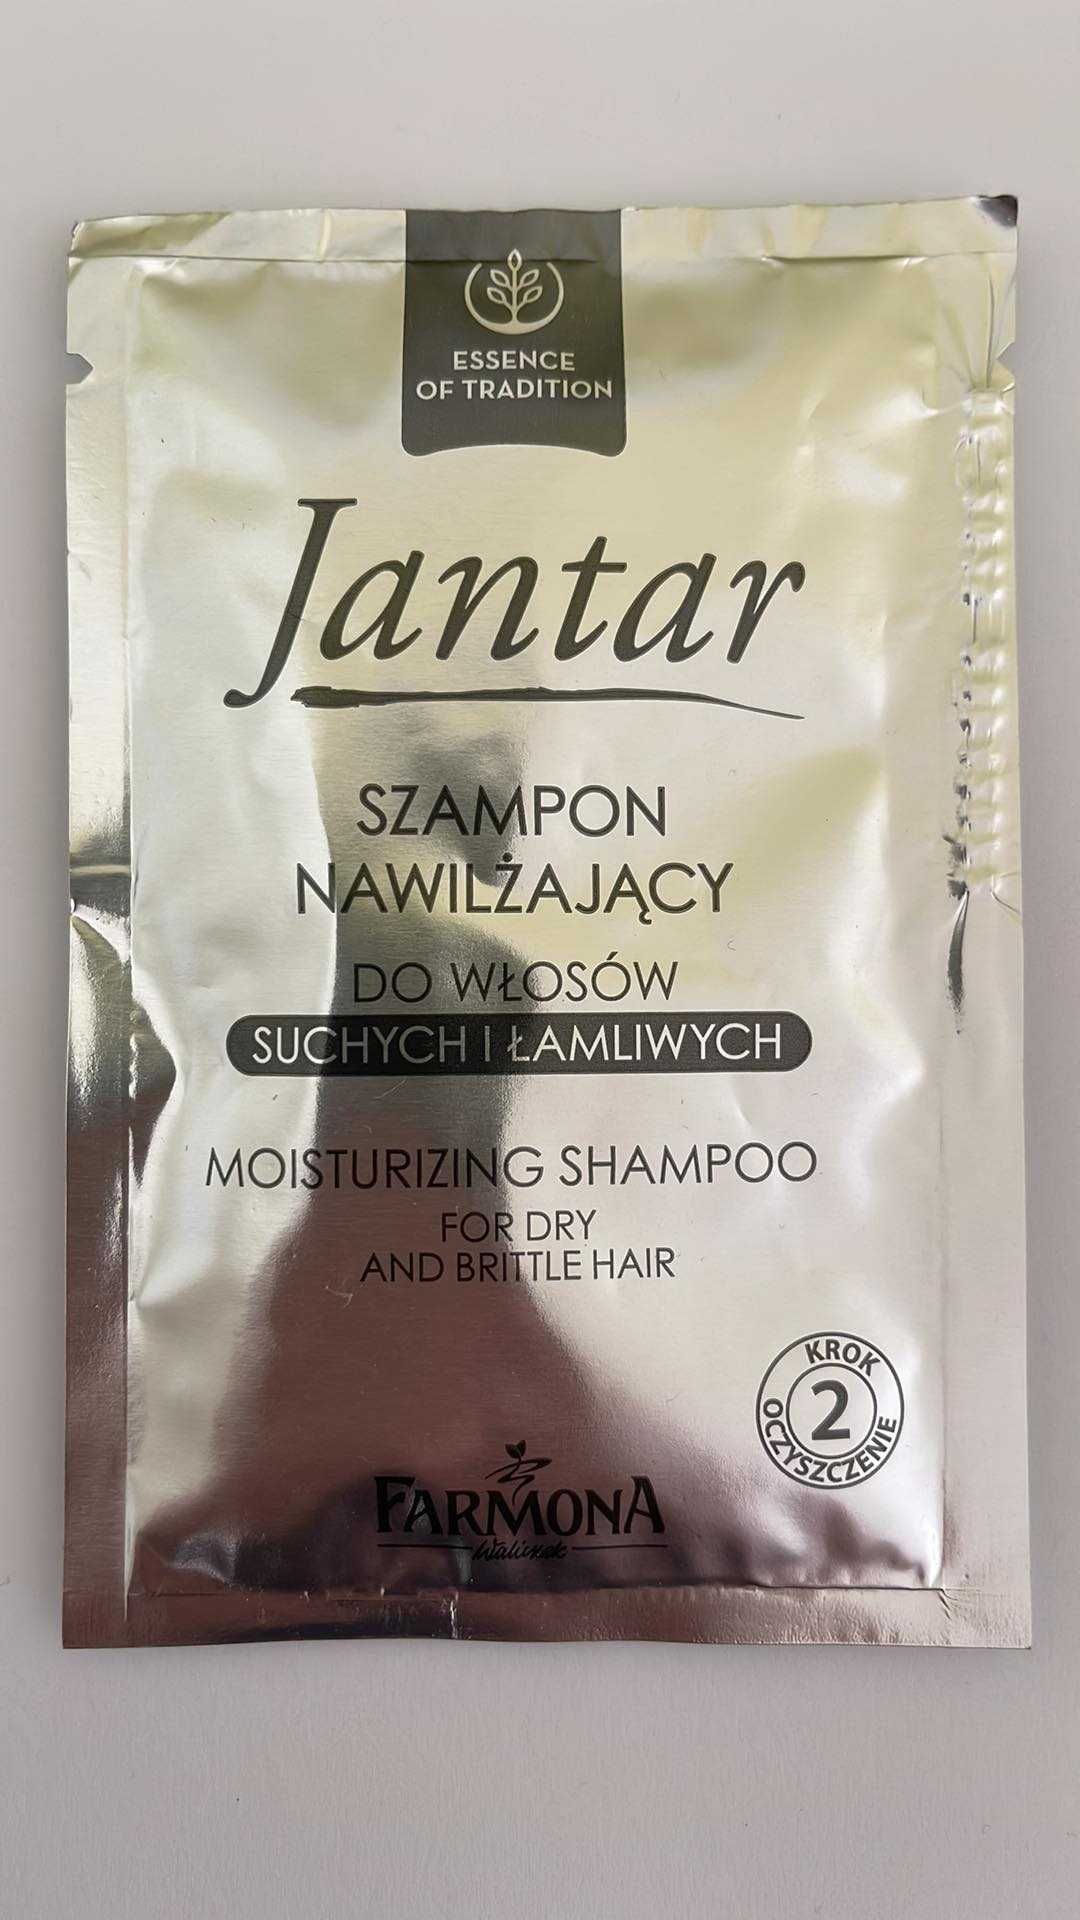 ESSENCE
OF TRADITION
Jantar
SZAMPON
NAWILŻAJĄCY
DO WŁOSÓW
SUCHYCH I ŁAMLIWYCH
MOISTURIZING SHAMPOO
FOR DRY
AND BRITTLE HAIR
KROK
2
OCZYSZCZENIE
FARMONA